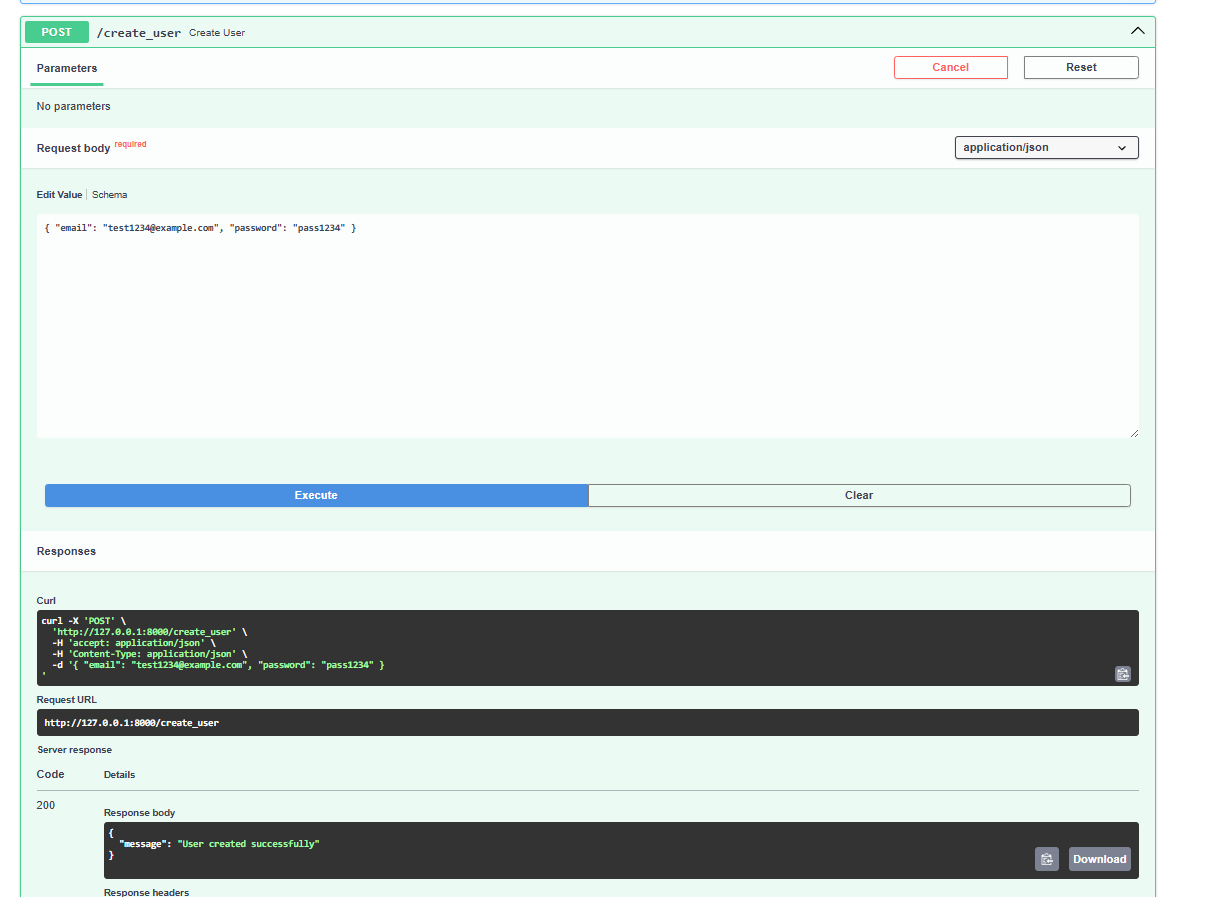 POST /create_user Create User
Parameters Cancel Reset
No parameters
Request body required application/json
Edit Value Schema
{ "email": "test1234@example.com", "password": "pass1234" }
Execute Clear
Responses
Curl
curl -X 'POST' \
  'http://127.0.0.1:8000/create_user' \
  -H 'accept: application/json' \
  -H 'Content-Type: application/json' \
  -d '{ "email": "test1234@example.com", "password": "pass1234" }
'
Request URL
http://127.0.0.1:8000/create_user
Server response
Code Details
200
Response body
{
  "message": "User created successfully"
}
Download
Response headers